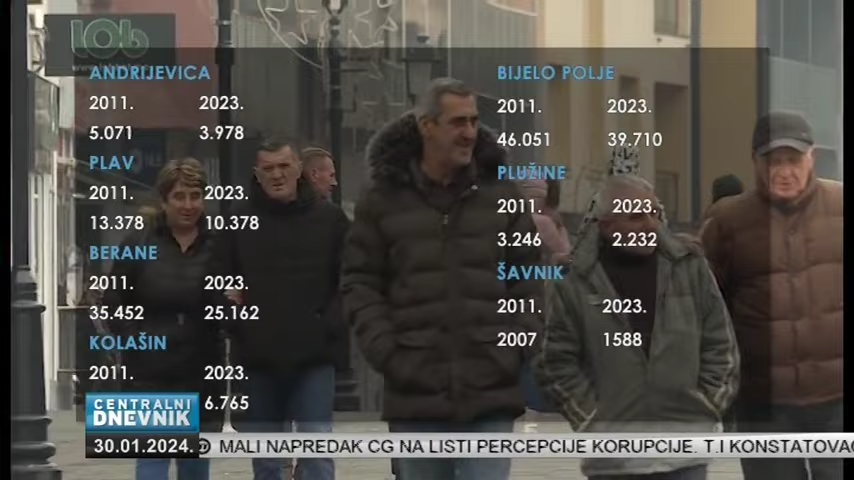 ANDRIJEVICA
2011. 2023.
5.071 3.978
PLAV
2011. 2023.
13.378 10.378
BERANE
2011. 2023.
35.452 25.162
KOLAŠIN
2011. 2023.
6.765
BIJELO POLJE
2011. 2023.
46.051 39.710
PLUŽINE
2011. 2023.
3.246 2.232
ŠAVNIK
2011. 2023.
2007 1588
CENTRALNI
DNEVNIK
30.01.2024. MALI NAPREDAK CG NA LISTI PERCEPCIJE KORUPCIJE. T.I KONSTATOVAO